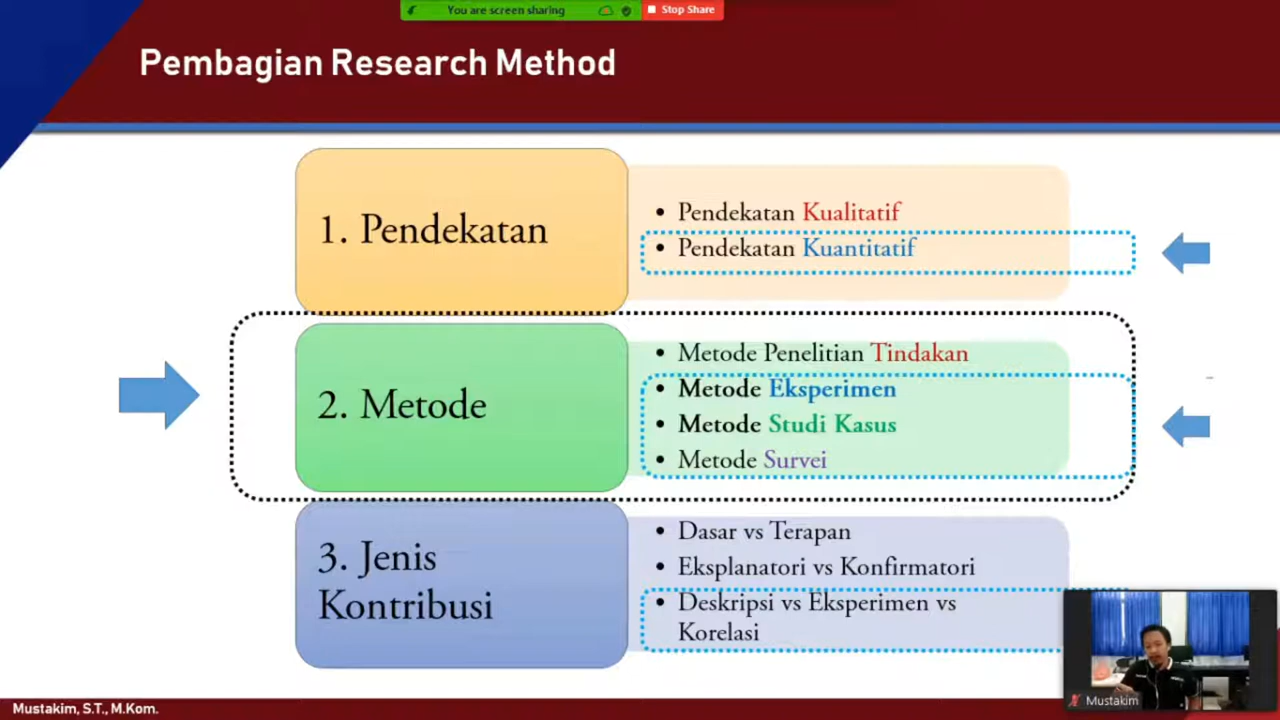 You are screen sharing
Stop Share
Pembagian Research Method
1. Pendekatan
• Pendekatan Kualitatif
• Pendekatan Kuantitatif
2. Metode
• Metode Penelitian Tindakan
• Metode Eksperimen
• Metode Studi Kasus
• Metode Survei
3. Jenis
Kontribusi
• Dasar vs Terapan
• Eksplanatori vs Konfirmatori
• Deskripsi vs Eksperimen vs
Korelasi
Mustakim
Mustakim, S.T., M.Kom.